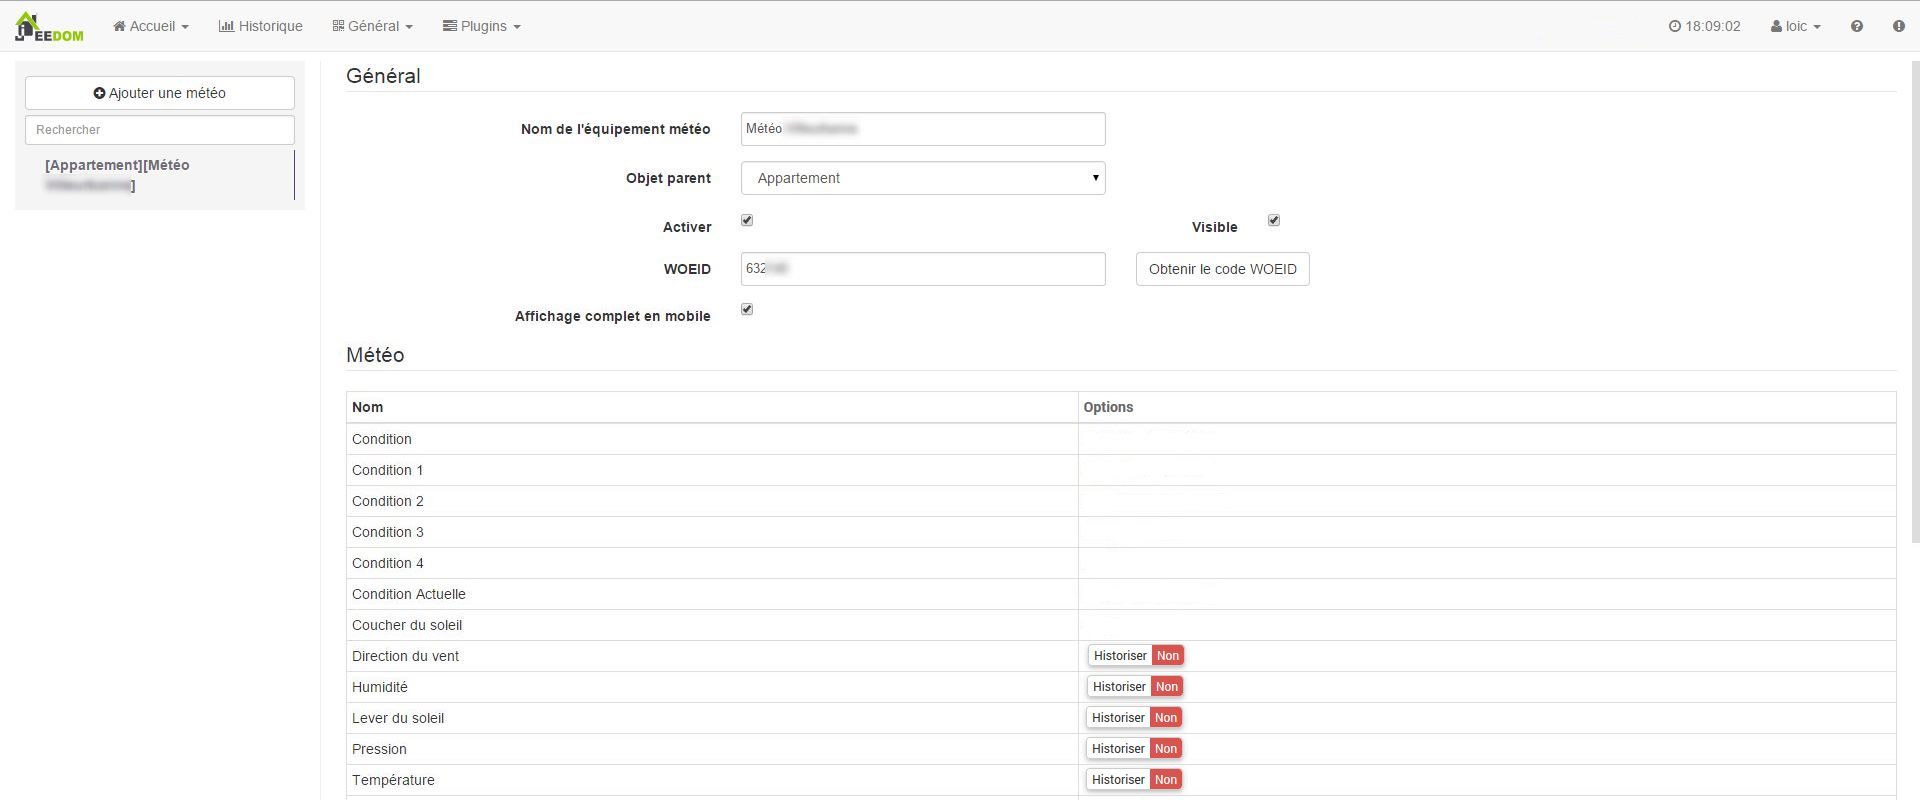 JEEDOM Accueil Historique Général Plugins 18:09:02 loic
Ajouter une météo
Rechercher
[Appartement][Météo
]
Général
Nom de l'équipement météo Météo
Objet parent Appartement
Activer Visible
WOEID 632 Obtenir le code WOEID
Affichage complet en mobile
Météo
Nom Options
Condition
Condition 1
Condition 2
Condition 3
Condition 4
Condition Actuelle
Coucher du soleil
Direction du vent Historiser Non
Humidité Historiser Non
Lever du soleil Historiser Non
Pression Historiser Non
Température Historiser Non